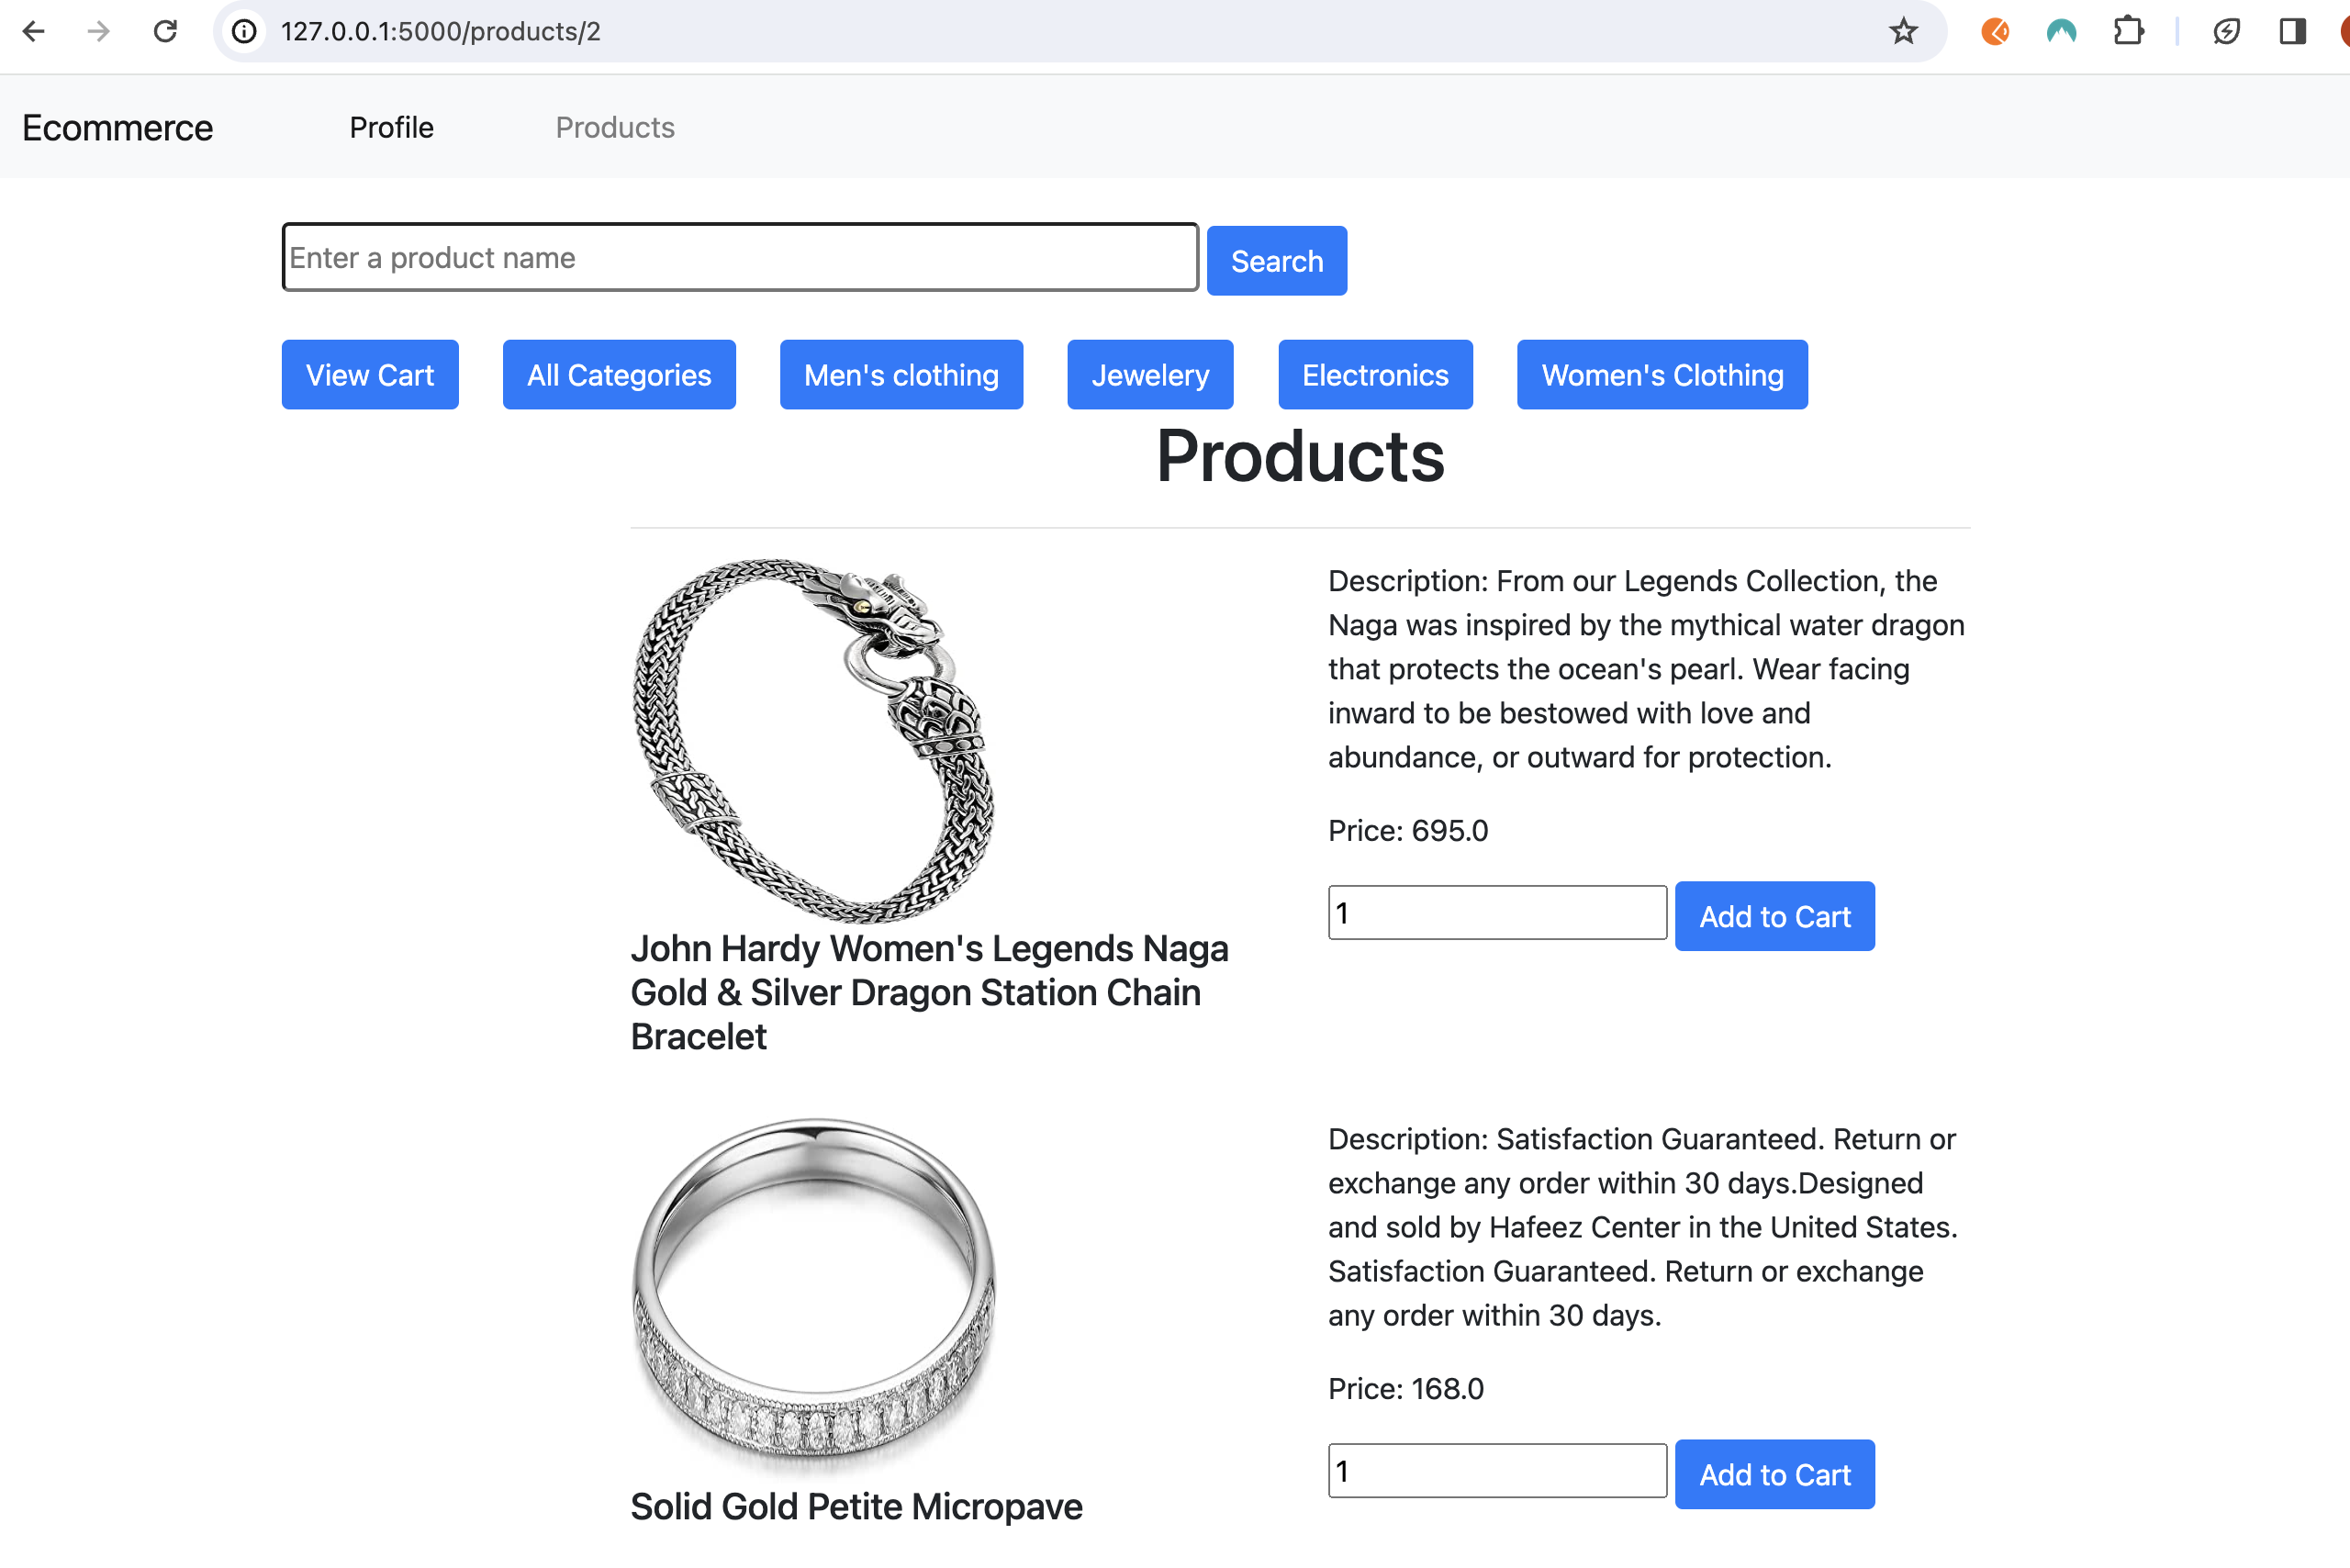 127.0.0.1:5000/products/2
Ecommerce Profile Products
Enter a product name Search
View Cart All Categories Men's clothing Jewelery Electronics Women's Clothing
Products
Description: From our Legends Collection, the
Naga was inspired by the mythical water dragon
that protects the ocean's pearl. Wear facing
inward to be bestowed with love and
abundance, or outward for protection.
Price: 695.0
1 Add to Cart
John Hardy Women's Legends Naga
Gold & Silver Dragon Station Chain
Bracelet
Description: Satisfaction Guaranteed. Return or
exchange any order within 30 days.Designed
and sold by Hafeez Center in the United States.
Satisfaction Guaranteed. Return or exchange
any order within 30 days.
Price: 168.0
1 Add to Cart
Solid Gold Petite Micropave